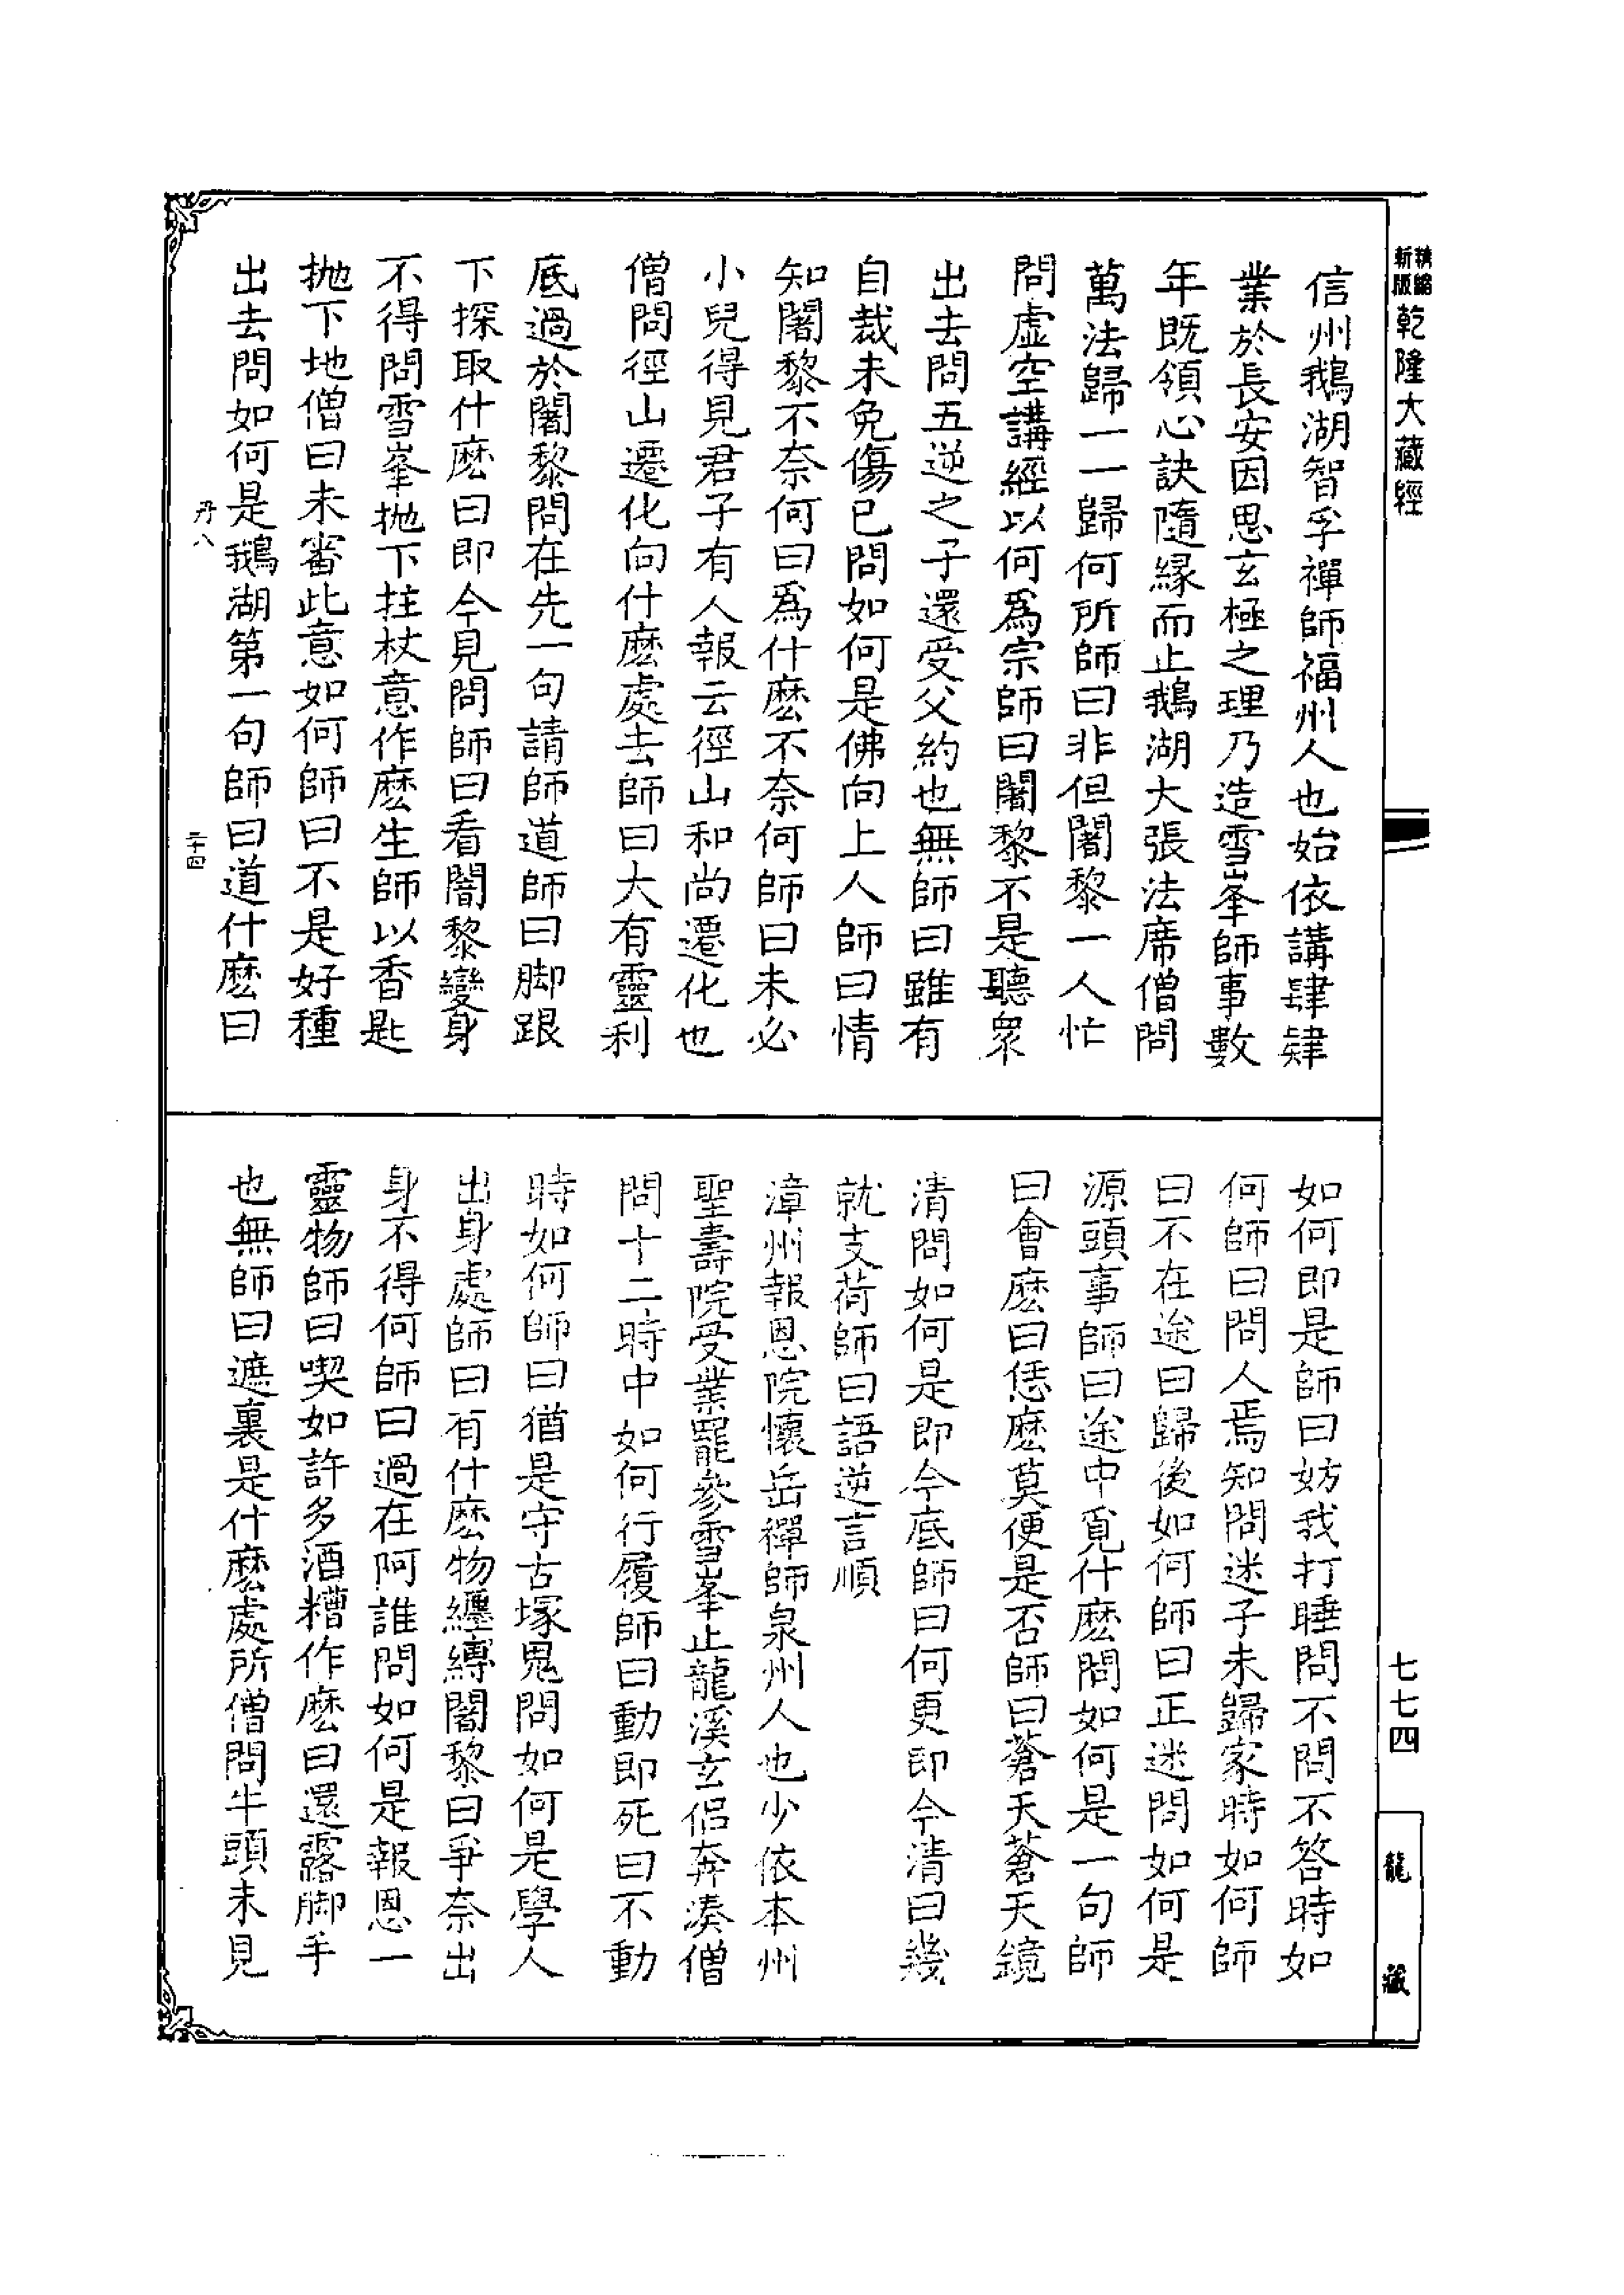 精縮新版乾隆大藏經
信州鵝湖智孚禪師福州人也始依講肆肄
業於長安因思玄極之理乃造雪峯師事數
年既領心訣隨緣而止鵝湖大張法席僧問
萬法歸一一歸何所師曰非但闍黎一人忙
問虛空講經以何爲宗師曰闍黎不是聽衆
出去問五逆之子還受父約也無師曰雖有
自裁未免傷已問如何是佛向上人師曰情
知闍黎不奈何曰爲什麽不奈何師曰未必
小兒得見君子有人報云徑山和尚遷化也
僧問徑山遷化向什麽處去師曰大有靈利
底過於闍黎問在先一句請師道師曰脚跟
下探取什麽曰即今見問師曰看闍黎變身
不得問雪峯抛下拄杖意作麽生師以香匙
抛下地僧曰未審此意如何師曰不是好種
出去問如何是鵝湖第一句師曰道什麽曰
丹八
二十四
如何即是師曰妨我打睡問不問不答時如
何師曰問人焉知問迷子未歸家時如何師
曰不在途曰歸後如何師曰正迷問如何是
源頭事師曰途中覓什麽問如何是一句師
曰會麽曰恁麽莫便是否師曰蒼天蒼天鏡
清問如何是即今底師曰何更即今清曰幾
就支荷師曰語逆言順
漳州報恩院懷岳禪師泉州人也少依本州
聖壽院受業罷參雪峯止龍溪玄侶奔湊僧
問十二時中如何行履師曰動即死曰不動
時如何師曰猶是守古塚鬼問如何是學人
出身處師曰有什麽物纏縛闍黎曰爭奈出
身不得何師曰過在阿誰問如何是報恩一
靈物師曰喫如許多酒糟作麽曰還露脚手
也無師曰遮裏是什麽處所僧問牛頭未見
七七四
龍藏